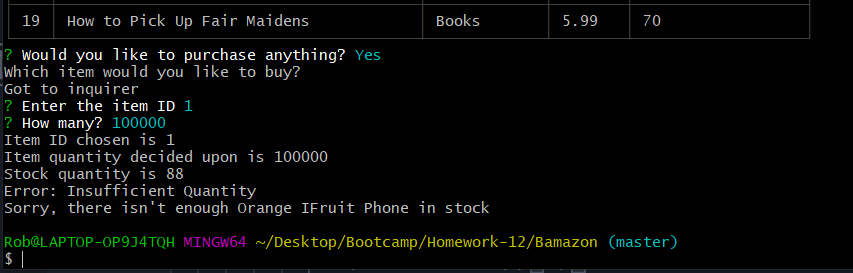 19 How to Pick Up Fair Maidens Books 5.99 70
? Would you like to purchase anything? Yes
Which item would you like to buy?
Got to inquirer
? Enter the item ID 1
? How many? 100000
Item ID chosen is 1
Item quantity decided upon is 100000
Stock quantity is 88
Error: Insufficient Quantity
Sorry, there isn't enough Orange IFruit Phone in stock
Rob@LAPTOP-OP9J4TQH MINGW64 ~/Desktop/Bootcamp/Homework-12/Bamazon (master)
$